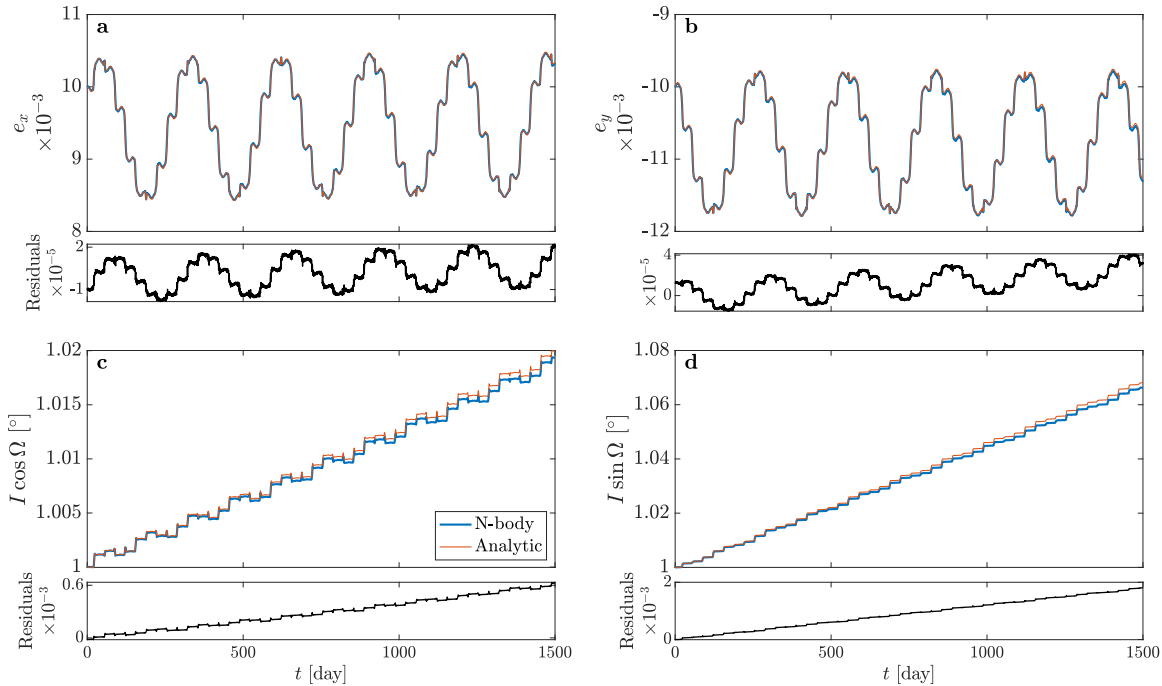 a
11
10
9
8
e_x
×10⁻³
Residuals
×10⁻⁵
2
-1
b
-9
-10
-11
-12
e_y
×10⁻³
×10⁻⁵
4
0
c
1.02
1.015
1.01
1.005
1
I cos Ω [°]
N-body
Analytic
Residuals
×10⁻³
0.6
0
0
500
1000
1500
t [day]
d
1.08
1.06
1.04
1.02
1
I sin Ω [°]
Residuals
×10⁻³
2
0
0
500
1000
1500
t [day]